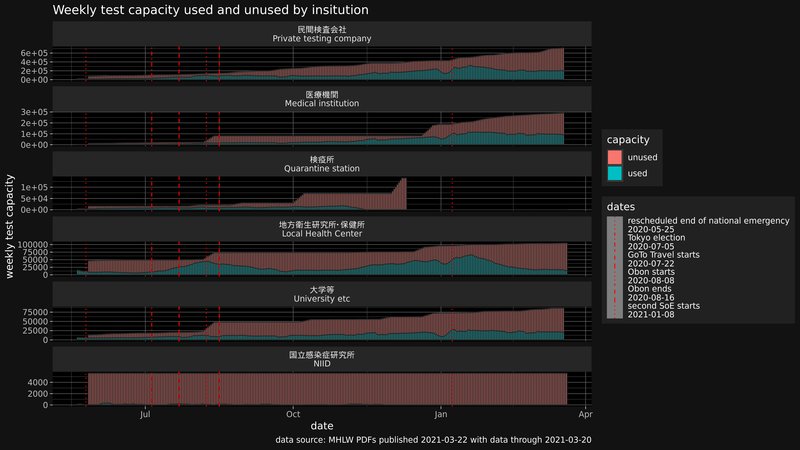 Weekly test capacity used and unused by insitution
民間検査会社
Private testing company
6e+05
4e+05
2e+05
0e+00
医療機関
Medical institution
3e+05
2e+05
1e+05
0e+00
検疫所
Quarantine station
1e+05
5e+04
0e+00
地方衛生研究所･保健所
Local Health Center
100000
75000
50000
25000
0
大学等
University etc
75000
50000
25000
0
国立感染症研究所
NIID
4000
2000
0
Jul
Oct
Jan
Apr
date
weekly test capacity
capacity
unused
used
dates
rescheduled end of national emergency
2020-05-25
Tokyo election
2020-07-05
GoTo Travel starts
2020-07-22
Obon starts
2020-08-08
Obon ends
2020-08-16
second SoE starts
2021-01-08
data source: MHLW PDFs published 2021-03-22 with data through 2021-03-20